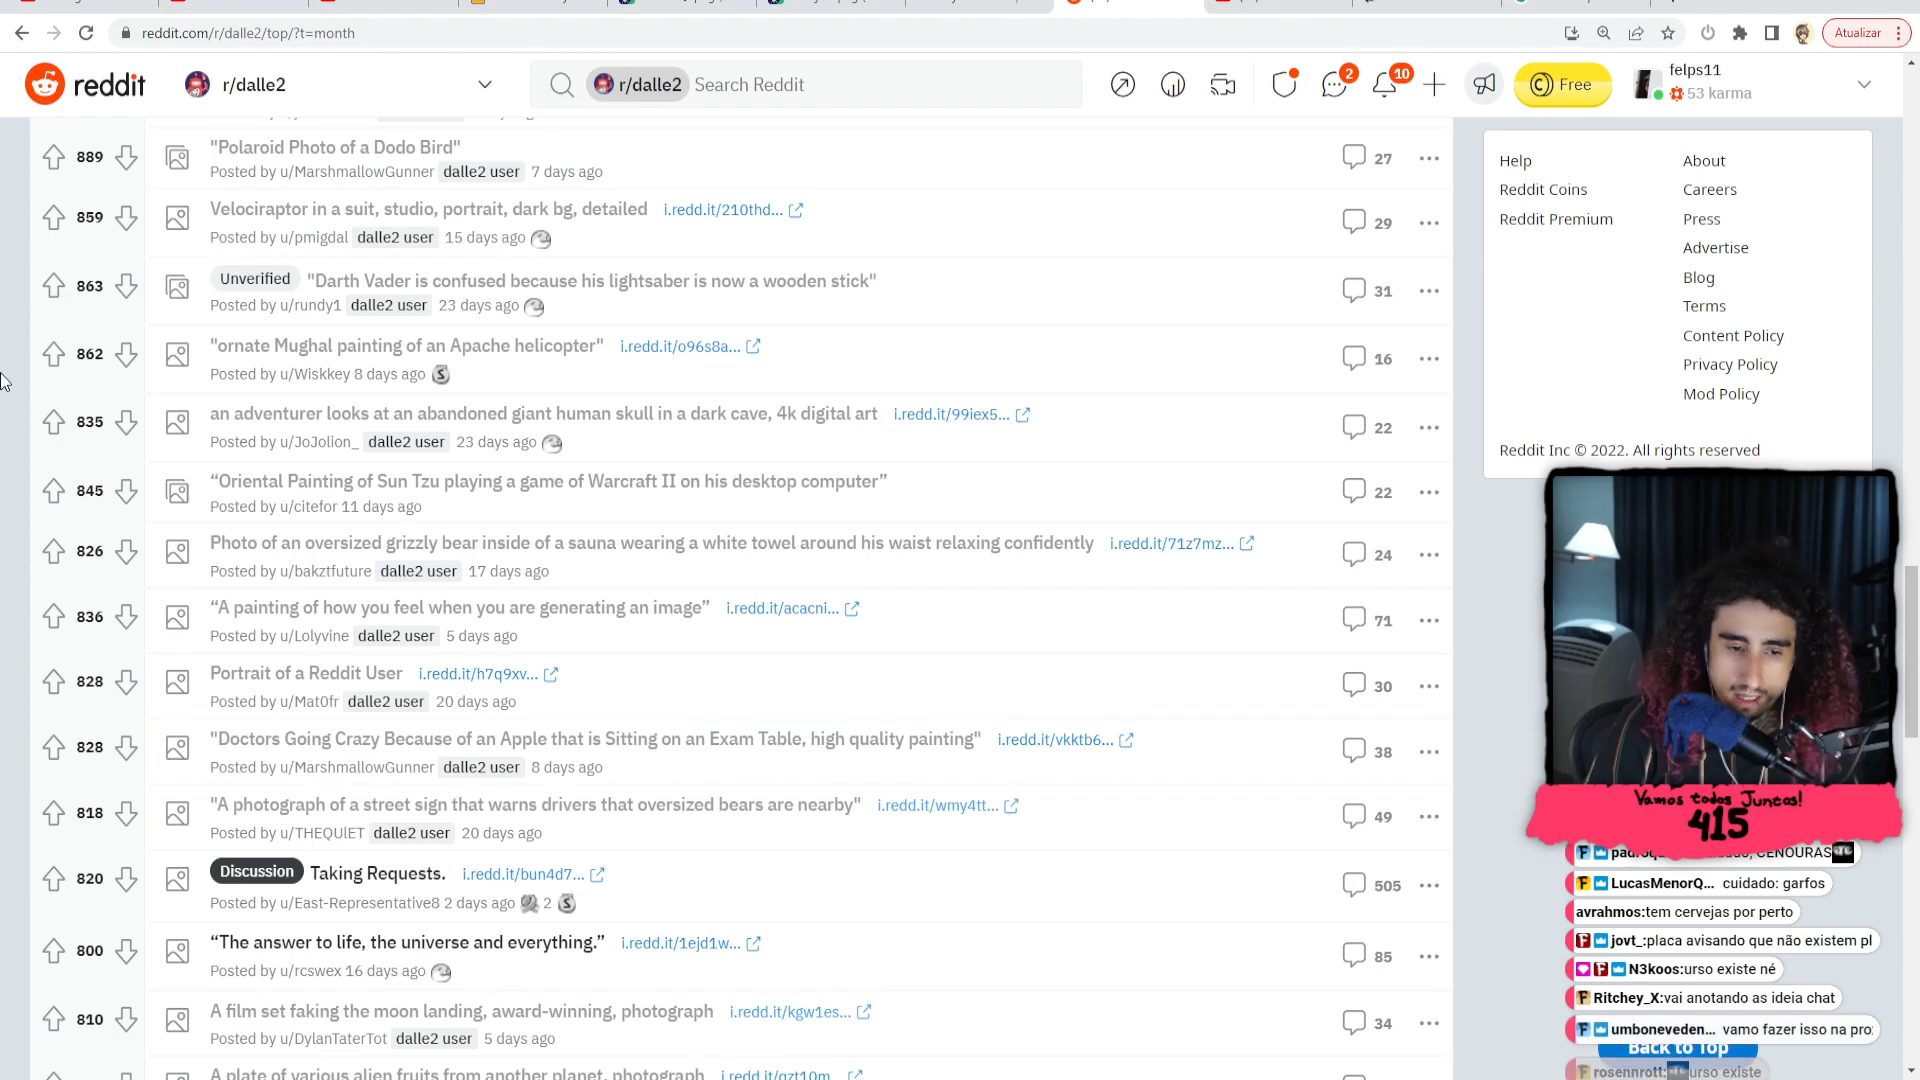 reddit.com/r/dalle2/top/?t=month
Atualizar
reddit
r/dalle2
r/dalle2 Search Reddit
2
10
Free
felps11
53 karma
889
"Polaroid Photo of a Dodo Bird"
Posted by u/MarshmallowGunner dalle2 user 7 days ago
27
859
Velociraptor in a suit, studio, portrait, dark bg, detailed i.redd.it/210thd...
Posted by u/pmigdal dalle2 user 15 days ago
29
863
Unverified "Darth Vader is confused because his lightsaber is now a wooden stick"
Posted by u/rundy1 dalle2 user 23 days ago
31
862
"ornate Mughal painting of an Apache helicopter" i.redd.it/o96s8a...
Posted by u/Wiskkey 8 days ago
16
835
an adventurer looks at an abandoned giant human skull in a dark cave, 4k digital art i.redd.it/99iex5...
Posted by u/JoJolion_ dalle2 user 23 days ago
22
845
“Oriental Painting of Sun Tzu playing a game of Warcraft II on his desktop computer”
Posted by u/citefor 11 days ago
22
826
Photo of an oversized grizzly bear inside of a sauna wearing a white towel around his waist relaxing confidently i.redd.it/71z7mz...
Posted by u/bakztfuture dalle2 user 17 days ago
24
836
“A painting of how you feel when you are generating an image” i.redd.it/acacni...
Posted by u/Lolyvine dalle2 user 5 days ago
71
828
Portrait of a Reddit User i.redd.it/h7q9xv...
Posted by u/Mat0fr dalle2 user 20 days ago
30
828
"Doctors Going Crazy Because of an Apple that is Sitting on an Exam Table, high quality painting" i.redd.it/vkktb6...
Posted by u/MarshmallowGunner dalle2 user 8 days ago
38
818
"A photograph of a street sign that warns drivers that oversized bears are nearby" i.redd.it/wmy4tt...
Posted by u/THEQUlET dalle2 user 20 days ago
49
820
Discussion Taking Requests. i.redd.it/bun4d7...
Posted by u/East-Representative8 2 days ago 2
505
800
“The answer to life, the universe and everything.” i.redd.it/1ejd1w...
Posted by u/rcswex 16 days ago
85
810
A film set faking the moon landing, award-winning, photograph i.redd.it/kgw1es...
Posted by u/DylanTaterTot dalle2 user 5 days ago
34
A plate of various alien fruits from another planet, photograph i.redd.it/qzt10m...
Help
About
Reddit Coins
Careers
Reddit Premium
Press
Advertise
Blog
Terms
Content Policy
Privacy Policy
Mod Policy
Reddit Inc © 2022. All rights reserved
Vamos todos Juntos!
415
CENOURAS
LucasMenorQ... cuidado: garfos
avrahmos:tem cervejas por perto
jovt_:placa avisando que não existem pl
N3koos:urso existe né
Ritchey_X:vai anotando as ideia chat
umboneveden... vamo fazer isso na pro
Back to Top
rosennrott: urso existe